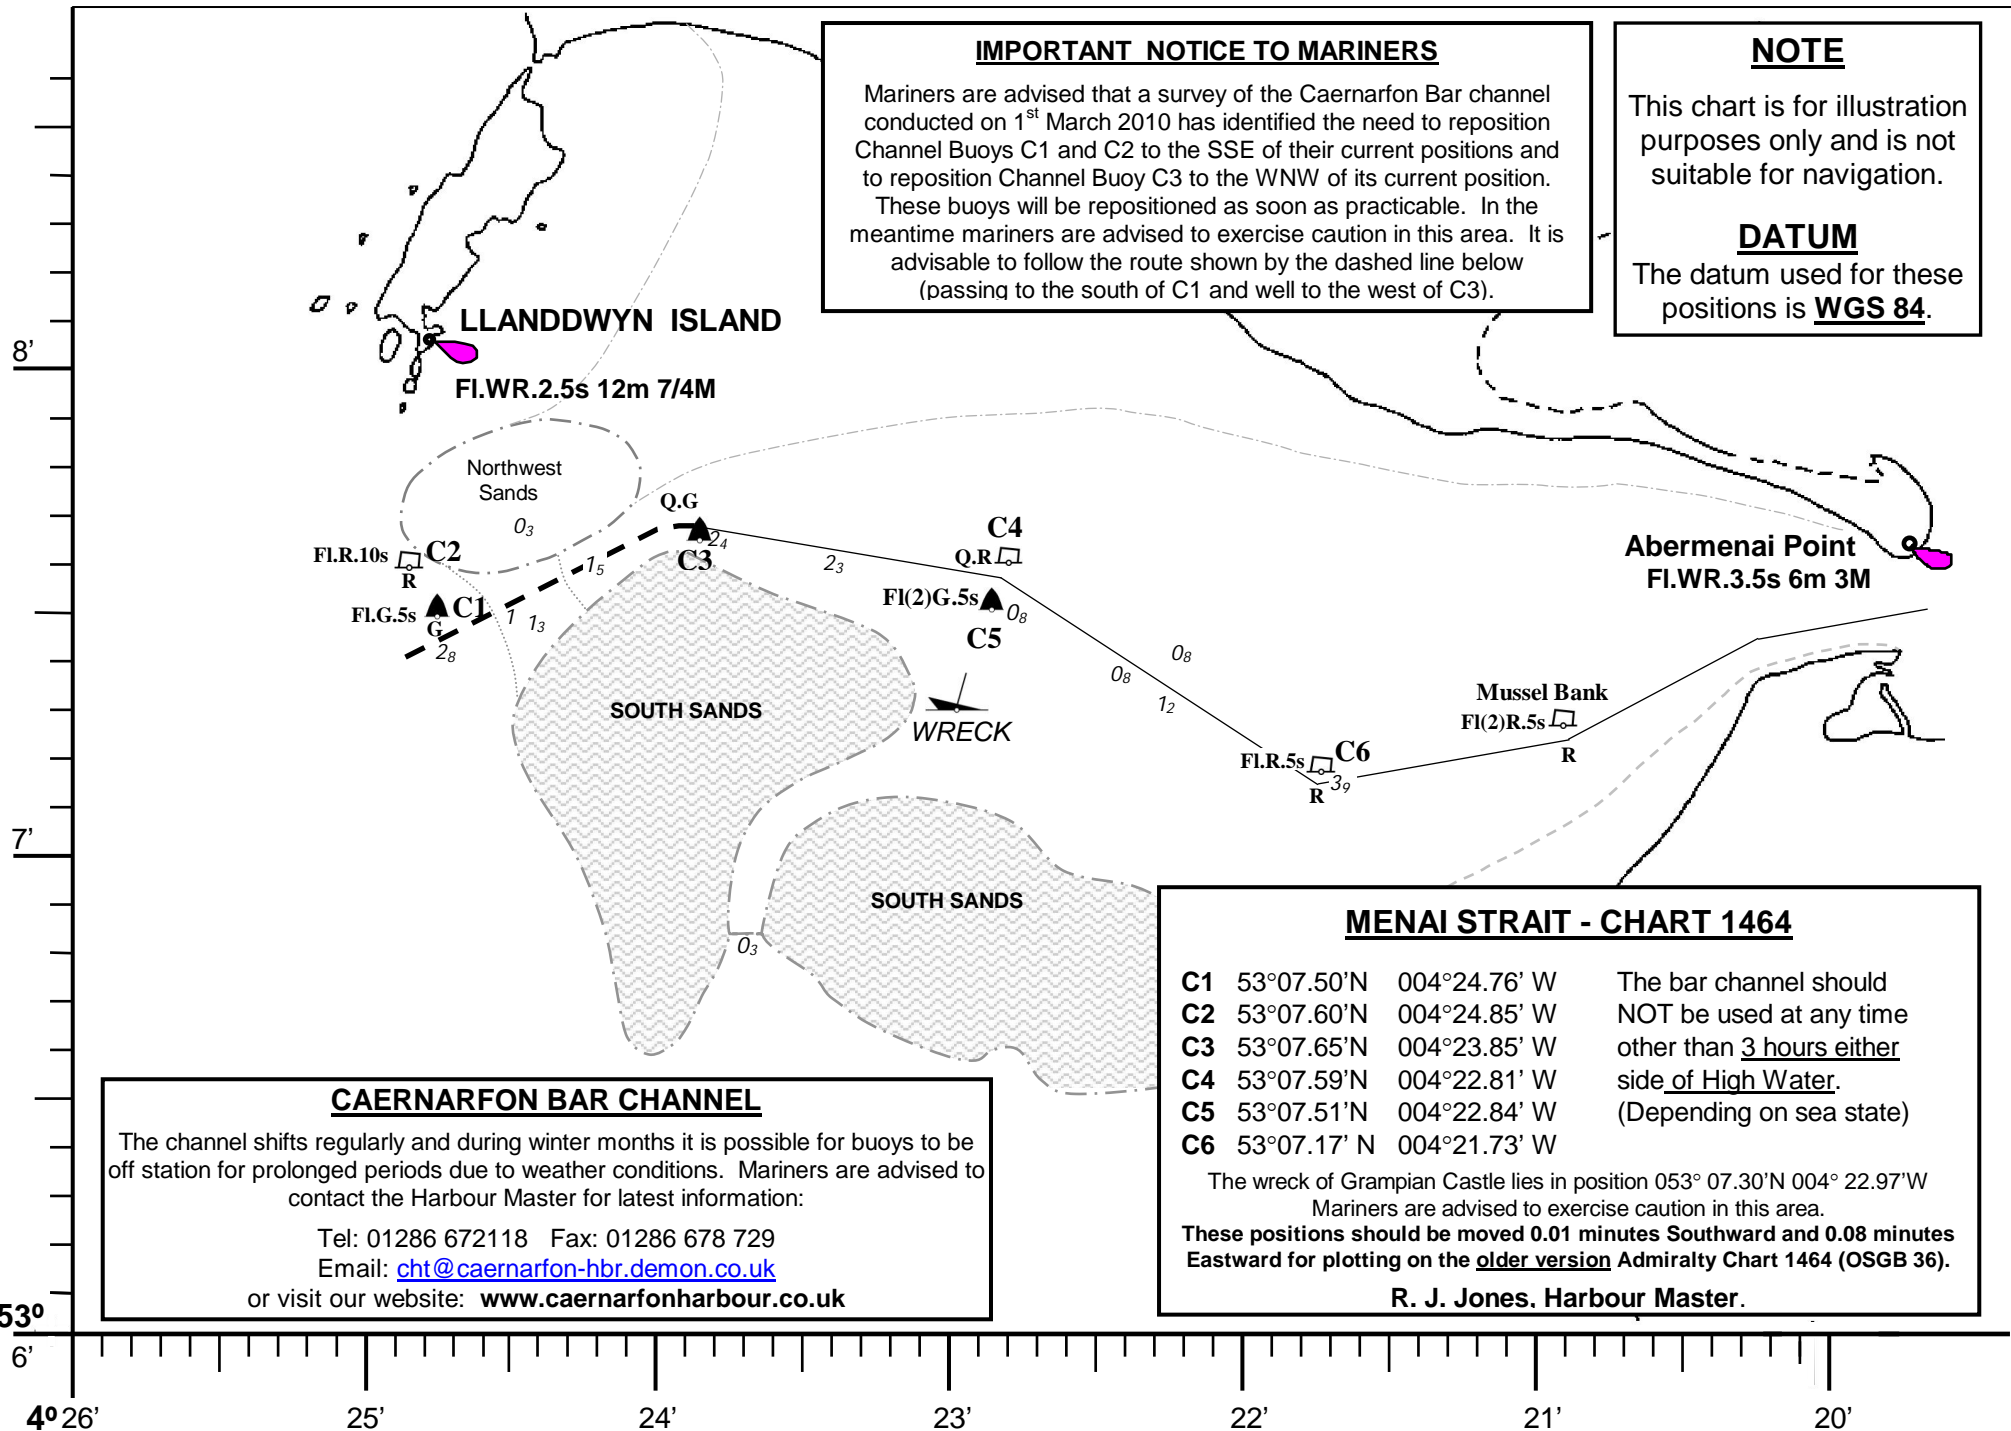 IMPORTANT NOTICE TO MARINERS
Mariners are advised that a survey of the Caernarfon Bar channel
conducted on 1st March 2010 has identified the need to reposition
Channel Buoys C1 and C2 to the SSE of their current positions and
to reposition Channel Buoy C3 to the WNW of its current position.
These buoys will be repositioned as soon as practicable. In the
meantime mariners are advised to exercise caution in this area. It is
advisable to follow the route shown by the dashed line below
(passing to the south of C1 and well to the west of C3).
NOTE
This chart is for illustration
purposes only and is not
suitable for navigation.
DATUM
The datum used for these
positions is WGS 84.
LLANDDWYN ISLAND
Fl.WR.2.5s 12m 7/4M
8’
Northwest
Sands
03
Q.G
C3
24
C4
Q.R
23
Fl.R.10s
C2
R
15
Fl(2)G.5s
08
C5
Abermenai Point
Fl.WR.3.5s 6m 3M
Fl.G.5s
C1
G
1
13
28
08
08
12
SOUTH SANDS
WRECK
Mussel Bank
Fl(2)R.5s
R
Fl.R.5s
C6
R
39
7’
SOUTH SANDS
03
MENAI STRAIT - CHART 1464
C1 53°07.50’N 004°24.76’ W The bar channel should
C2 53°07.60’N 004°24.85’ W NOT be used at any time
C3 53°07.65’N 004°23.85’ W other than 3 hours either
C4 53°07.59’N 004°22.81’ W side of High Water.
C5 53°07.51’N 004°22.84’ W (Depending on sea state)
C6 53°07.17’ N 004°21.73’ W
The wreck of Grampian Castle lies in position 053° 07.30’N 004° 22.97’W
Mariners are advised to exercise caution in this area.
These positions should be moved 0.01 minutes Southward and 0.08 minutes
Eastward for plotting on the older version Admiralty Chart 1464 (OSGB 36).
R. J. Jones, Harbour Master.
CAERNARFON BAR CHANNEL
The channel shifts regularly and during winter months it is possible for buoys to be
off station for prolonged periods due to weather conditions. Mariners are advised to
contact the Harbour Master for latest information:
Tel: 01286 672118 Fax: 01286 678 729
Email: cht@caernarfon-hbr.demon.co.uk
or visit our website: www.caernarfonharbour.co.uk
53º
6’
4º 26’ 25’ 24’ 23’ 22’ 21’ 20’